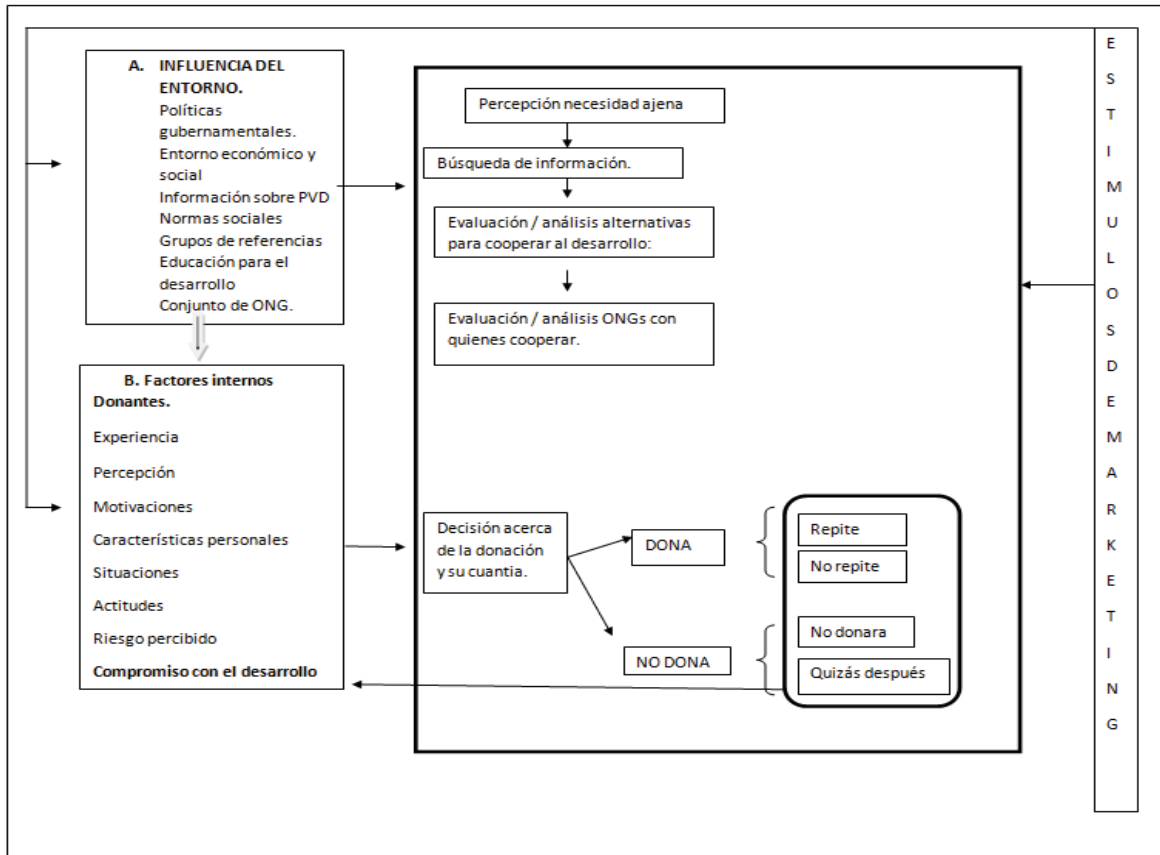 A. INFLUENCIA DEL
ENTORNO.
Políticas
gubernamentales.
Entorno económico y
social
Información sobre PVD
Normas sociales
Grupos de referencias
Educación para el
desarrollo
Conjunto de ONG.
B. Factores internos
Donantes.
Experiencia
Percepción
Motivaciones
Características personales
Situaciones
Actitudes
Riesgo percibido
Compromiso con el desarrollo
Percepción necesidad ajena
Búsqueda de información.
Evaluación / análisis alternativas
para cooperar al desarrollo:
Evaluación / análisis ONGs con
quienes cooperar.
Decisión acerca
de la donación
y su cuantia.
DONA
NO DONA
Repite
No repite
No donara
Quizás después
E
S
T
I
M
U
L
O
S
D
E
M
A
R
K
E
T
I
N
G